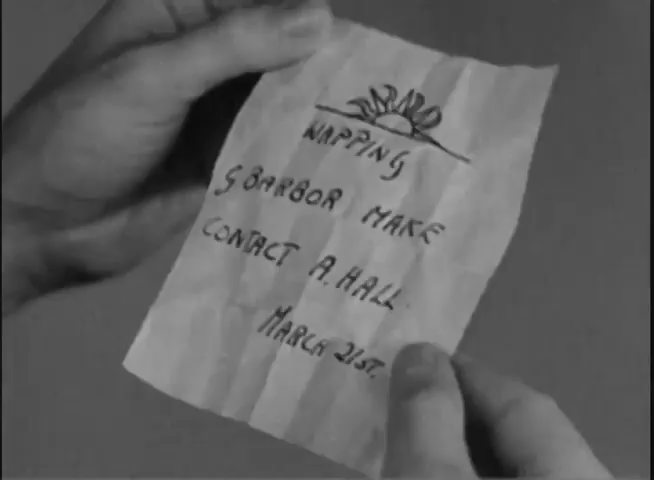 WAPPING
G BARBOR MAKE
CONTACT A. HALL.
MARCH 21ST.